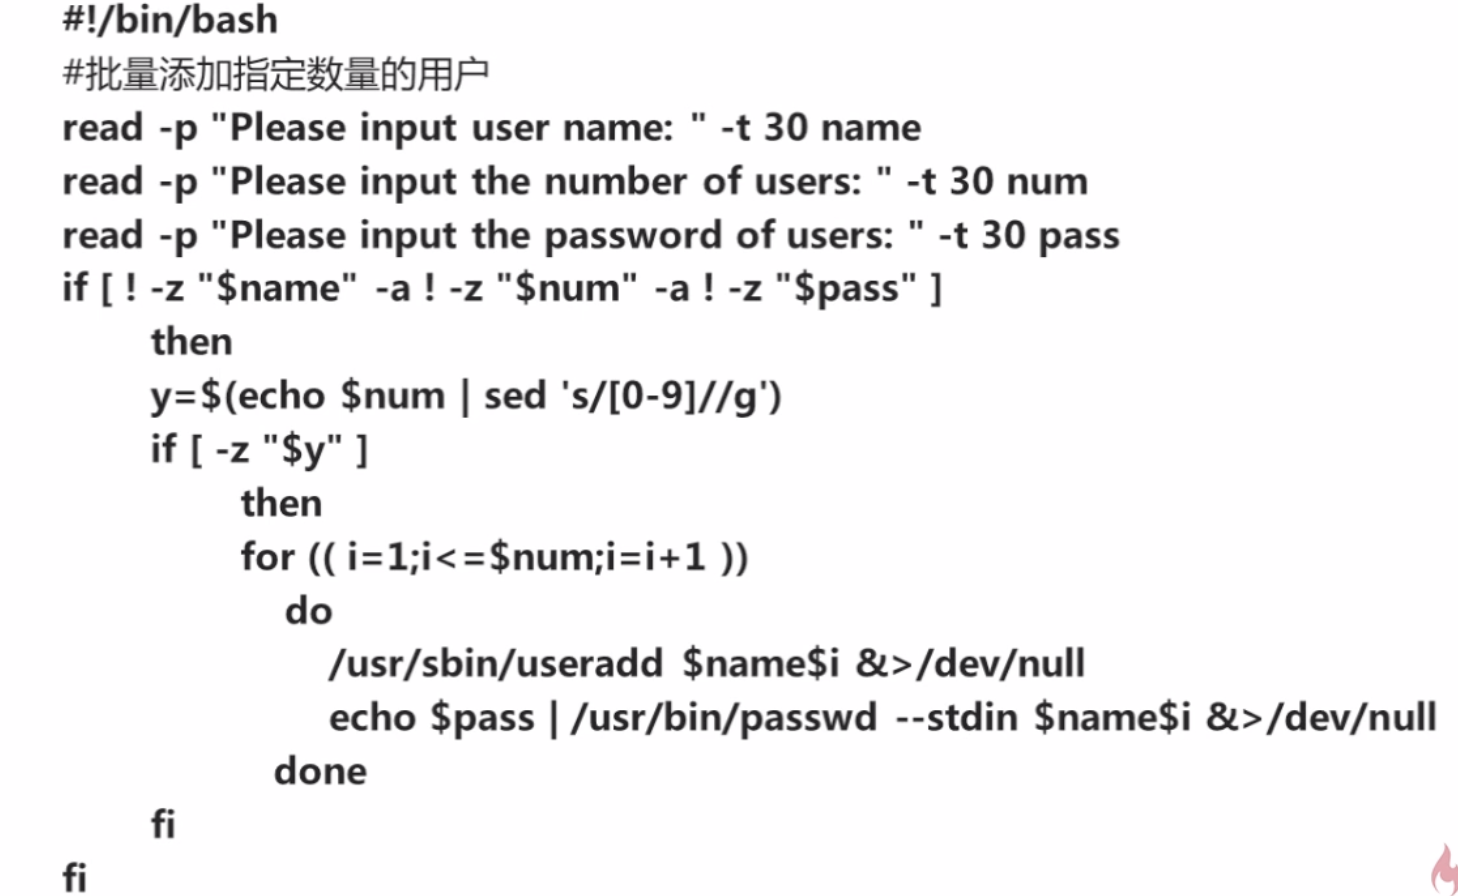 #!/bin/bash
#批量添加指定数量的用户
read -p "Please input user name: " -t 30 name
read -p "Please input the number of users: " -t 30 num
read -p "Please input the password of users: " -t 30 pass
if [ ! -z "$name" -a ! -z "$num" -a ! -z "$pass" ]
then
y=$(echo $num | sed 's/[0-9]//g')
if [ -z "$y" ]
then
for (( i=1;i<=$num;i=i+1 ))
do
/usr/sbin/useradd $name$i &>/dev/null
echo $pass | /usr/bin/passwd --stdin $name$i &>/dev/null
done
fi
fi